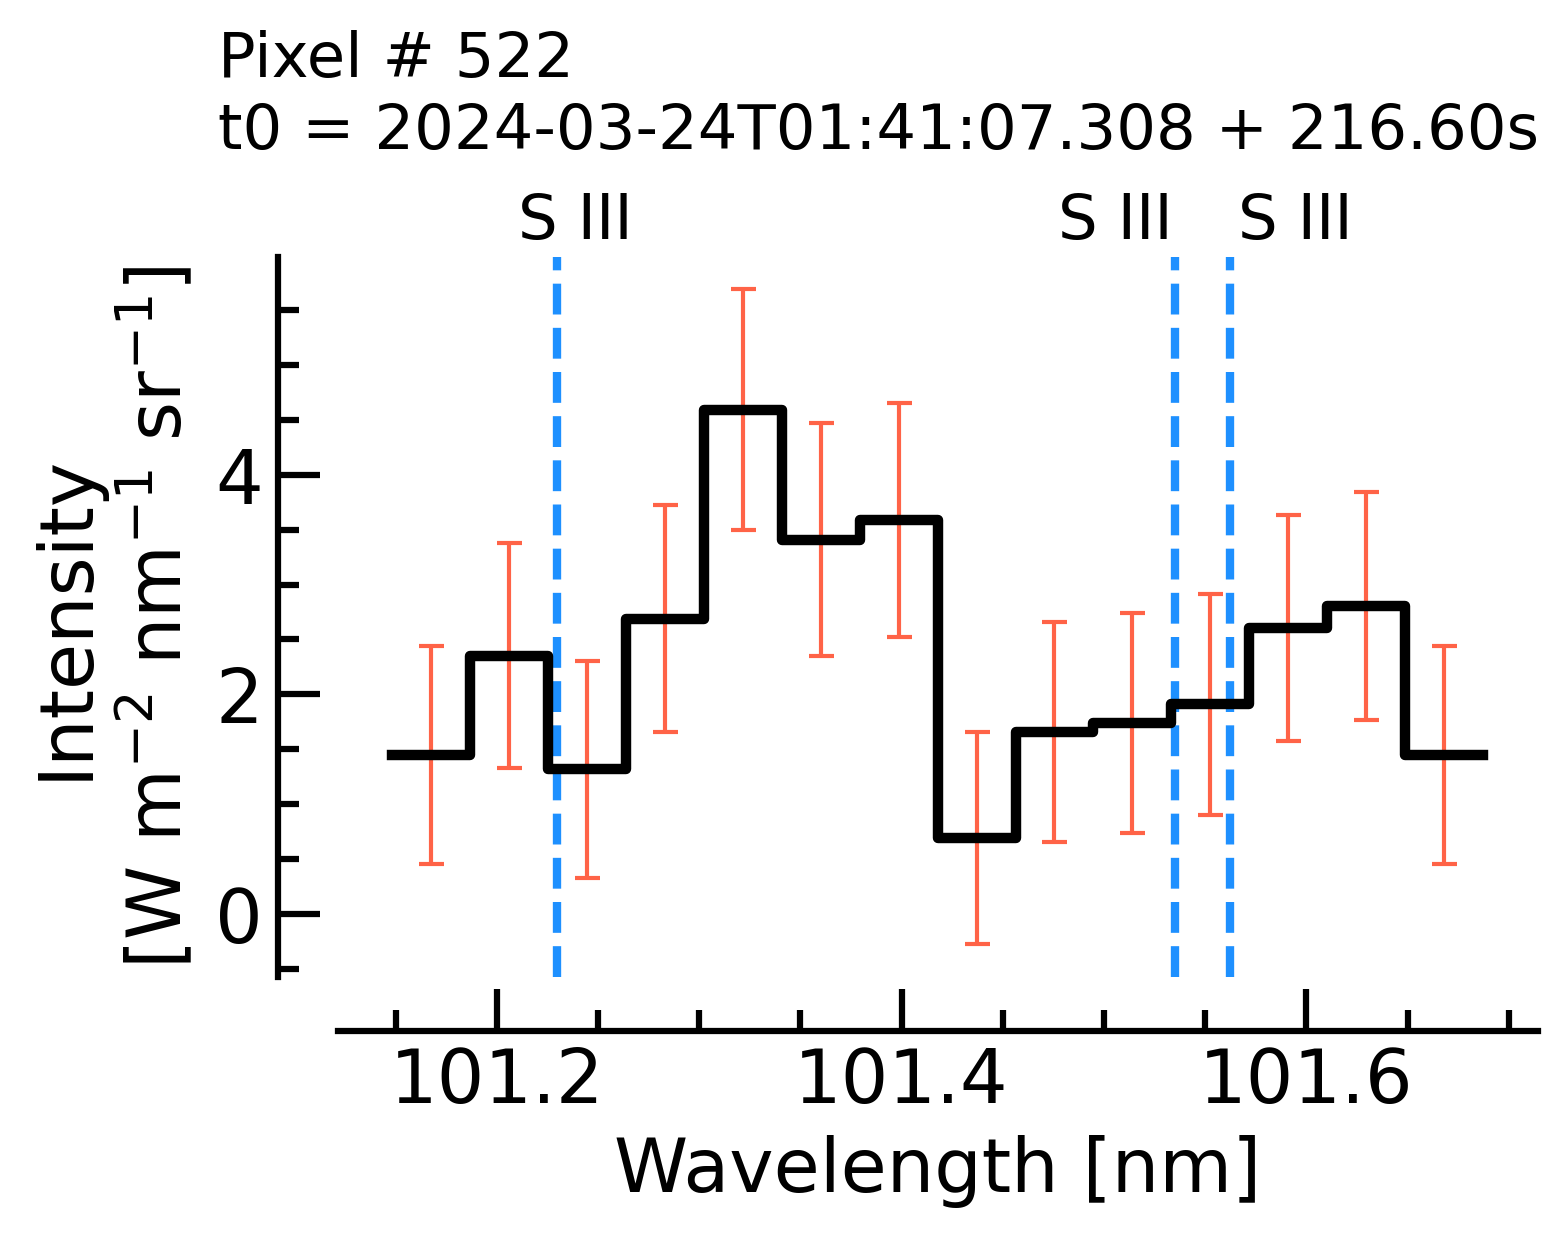 Pixel # 522
t0 = 2024-03-24T01:41:07.308 + 216.60s
S III S III S III
Intensity
[W m⁻² nm⁻¹ sr⁻¹]
4
2
0
101.2 101.4 101.6
Wavelength [nm]